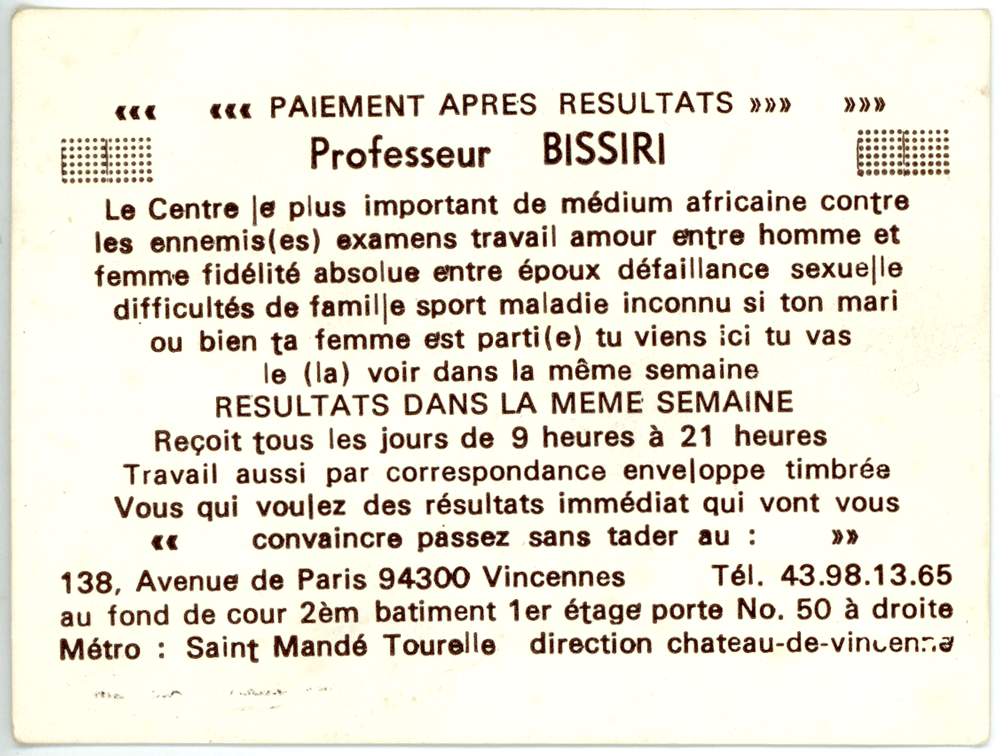 ««« ««« PAIEMENT APRES RESULTATS »»» »»»
Professeur BISSIRI
Le Centre le plus important de médium africaine contre
les ennemis(es) examens travail amour entre homme et
femme fidélité absolue entre époux défaillance sexuelle
difficultés de famille sport maladie inconnu si ton mari
ou bien ta femme est parti(e) tu viens ici tu vas
le (la) voir dans la même semaine
RESULTATS DANS LA MEME SEMAINE
Reçoit tous les jours de 9 heures à 21 heures
Travail aussi par correspondance enveloppe timbrée
Vous qui voulez des résultats immédiat qui vont vous
«« convaincre passez sans tader au : »»
138, Avenue de Paris 94300 Vincennes Tél. 43.98.13.65
au fond de cour 2èm batiment 1er étage porte No. 50 à droite
Métro : Saint Mandé Tourelle direction chateau-de-vincenne